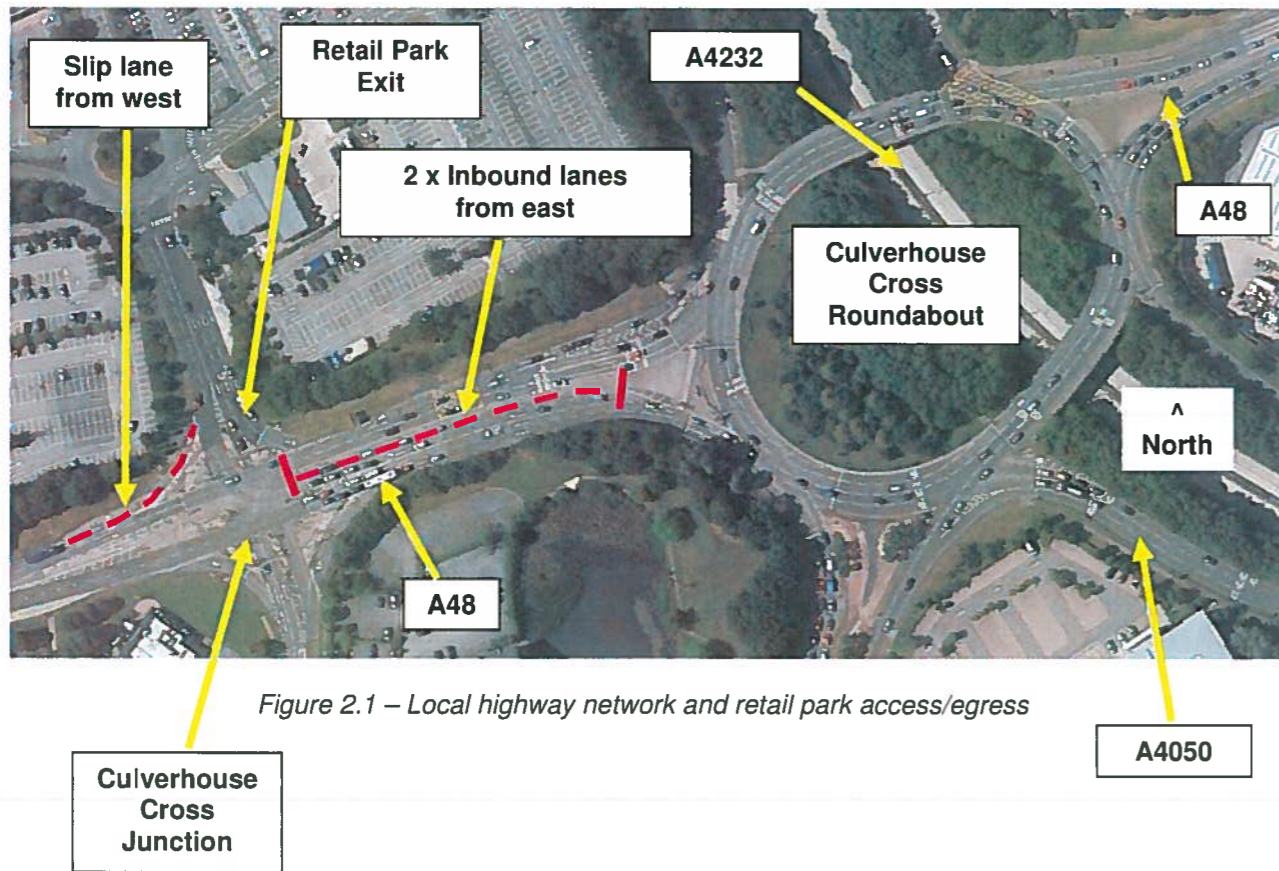 Slip lane
from west
Retail Park
Exit
A4232
2 x Inbound lanes
from east
A48
Culverhouse
Cross
Roundabout
^
North
A48
Figure 2.1 – Local highway network and retail park access/egress
A4050
Culverhouse
Cross
Junction